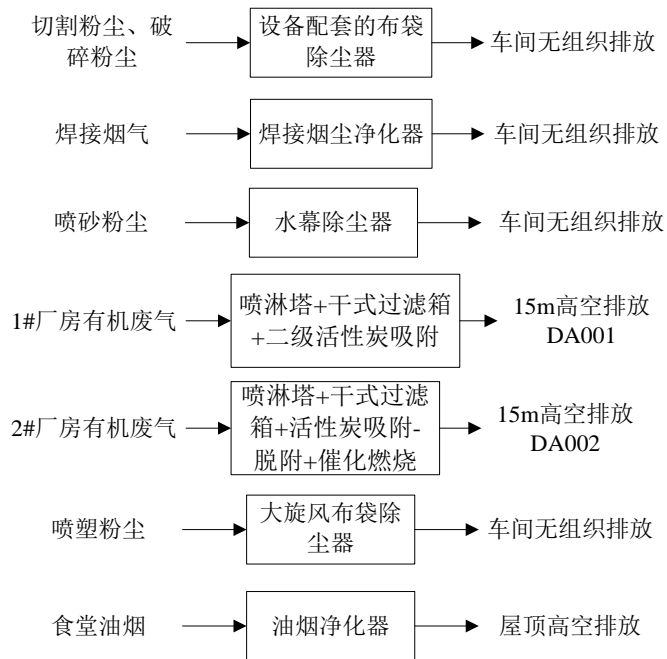 切割粉尘、破
碎粉尘
设备配套的布袋
除尘器
车间无组织排放
焊接烟气
焊接烟尘净化器
车间无组织排放
喷砂粉尘
水幕除尘器
车间无组织排放
1#厂房有机废气
喷淋塔+干式过滤箱
+二级活性炭吸附
15m高空排放
DA001
2#厂房有机废气
喷淋塔+干式过滤
箱+活性炭吸附-
脱附+催化燃烧
15m高空排放
DA002
喷塑粉尘
大旋风布袋除
尘器
车间无组织排放
食堂油烟
油烟净化器
屋顶高空排放